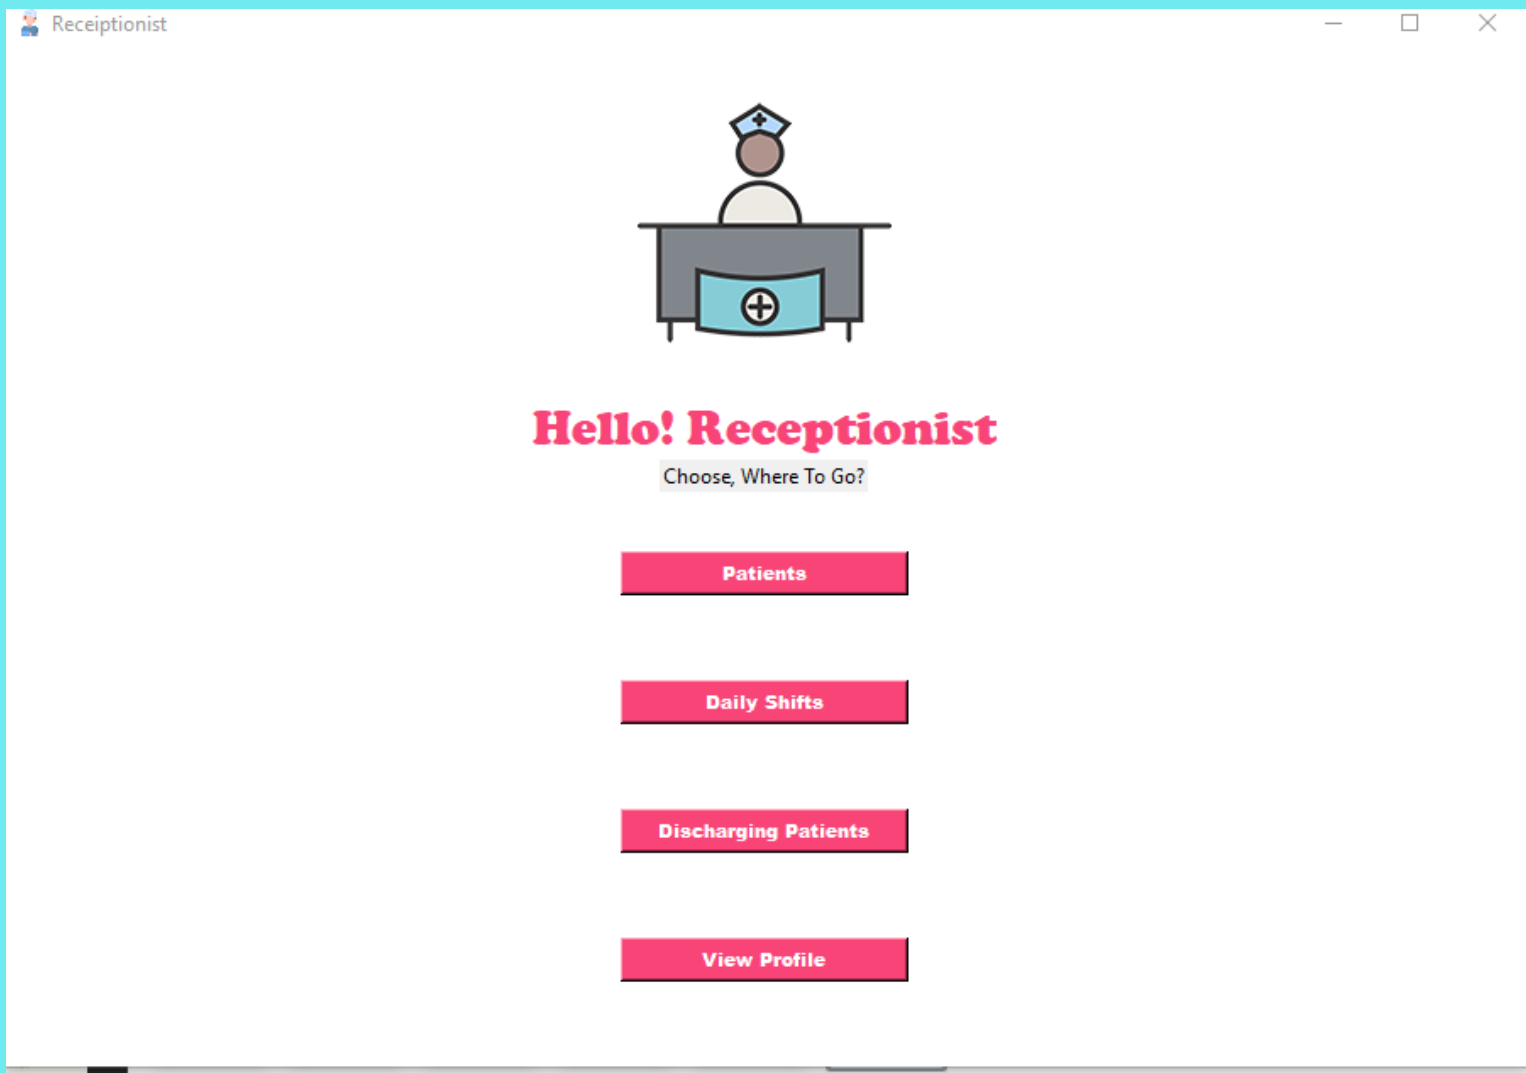 Receiptionist
Hello! Receptionist
Choose, Where To Go?
Patients
Daily Shifts
Discharging Patients
View Profile